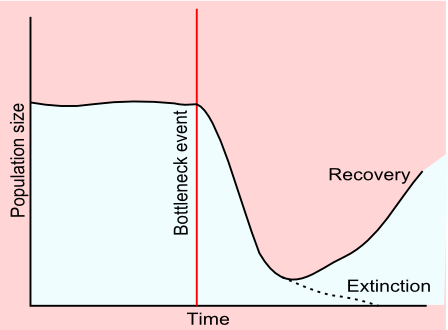 Population size
Bottleneck event
Recovery
Extinction
Time